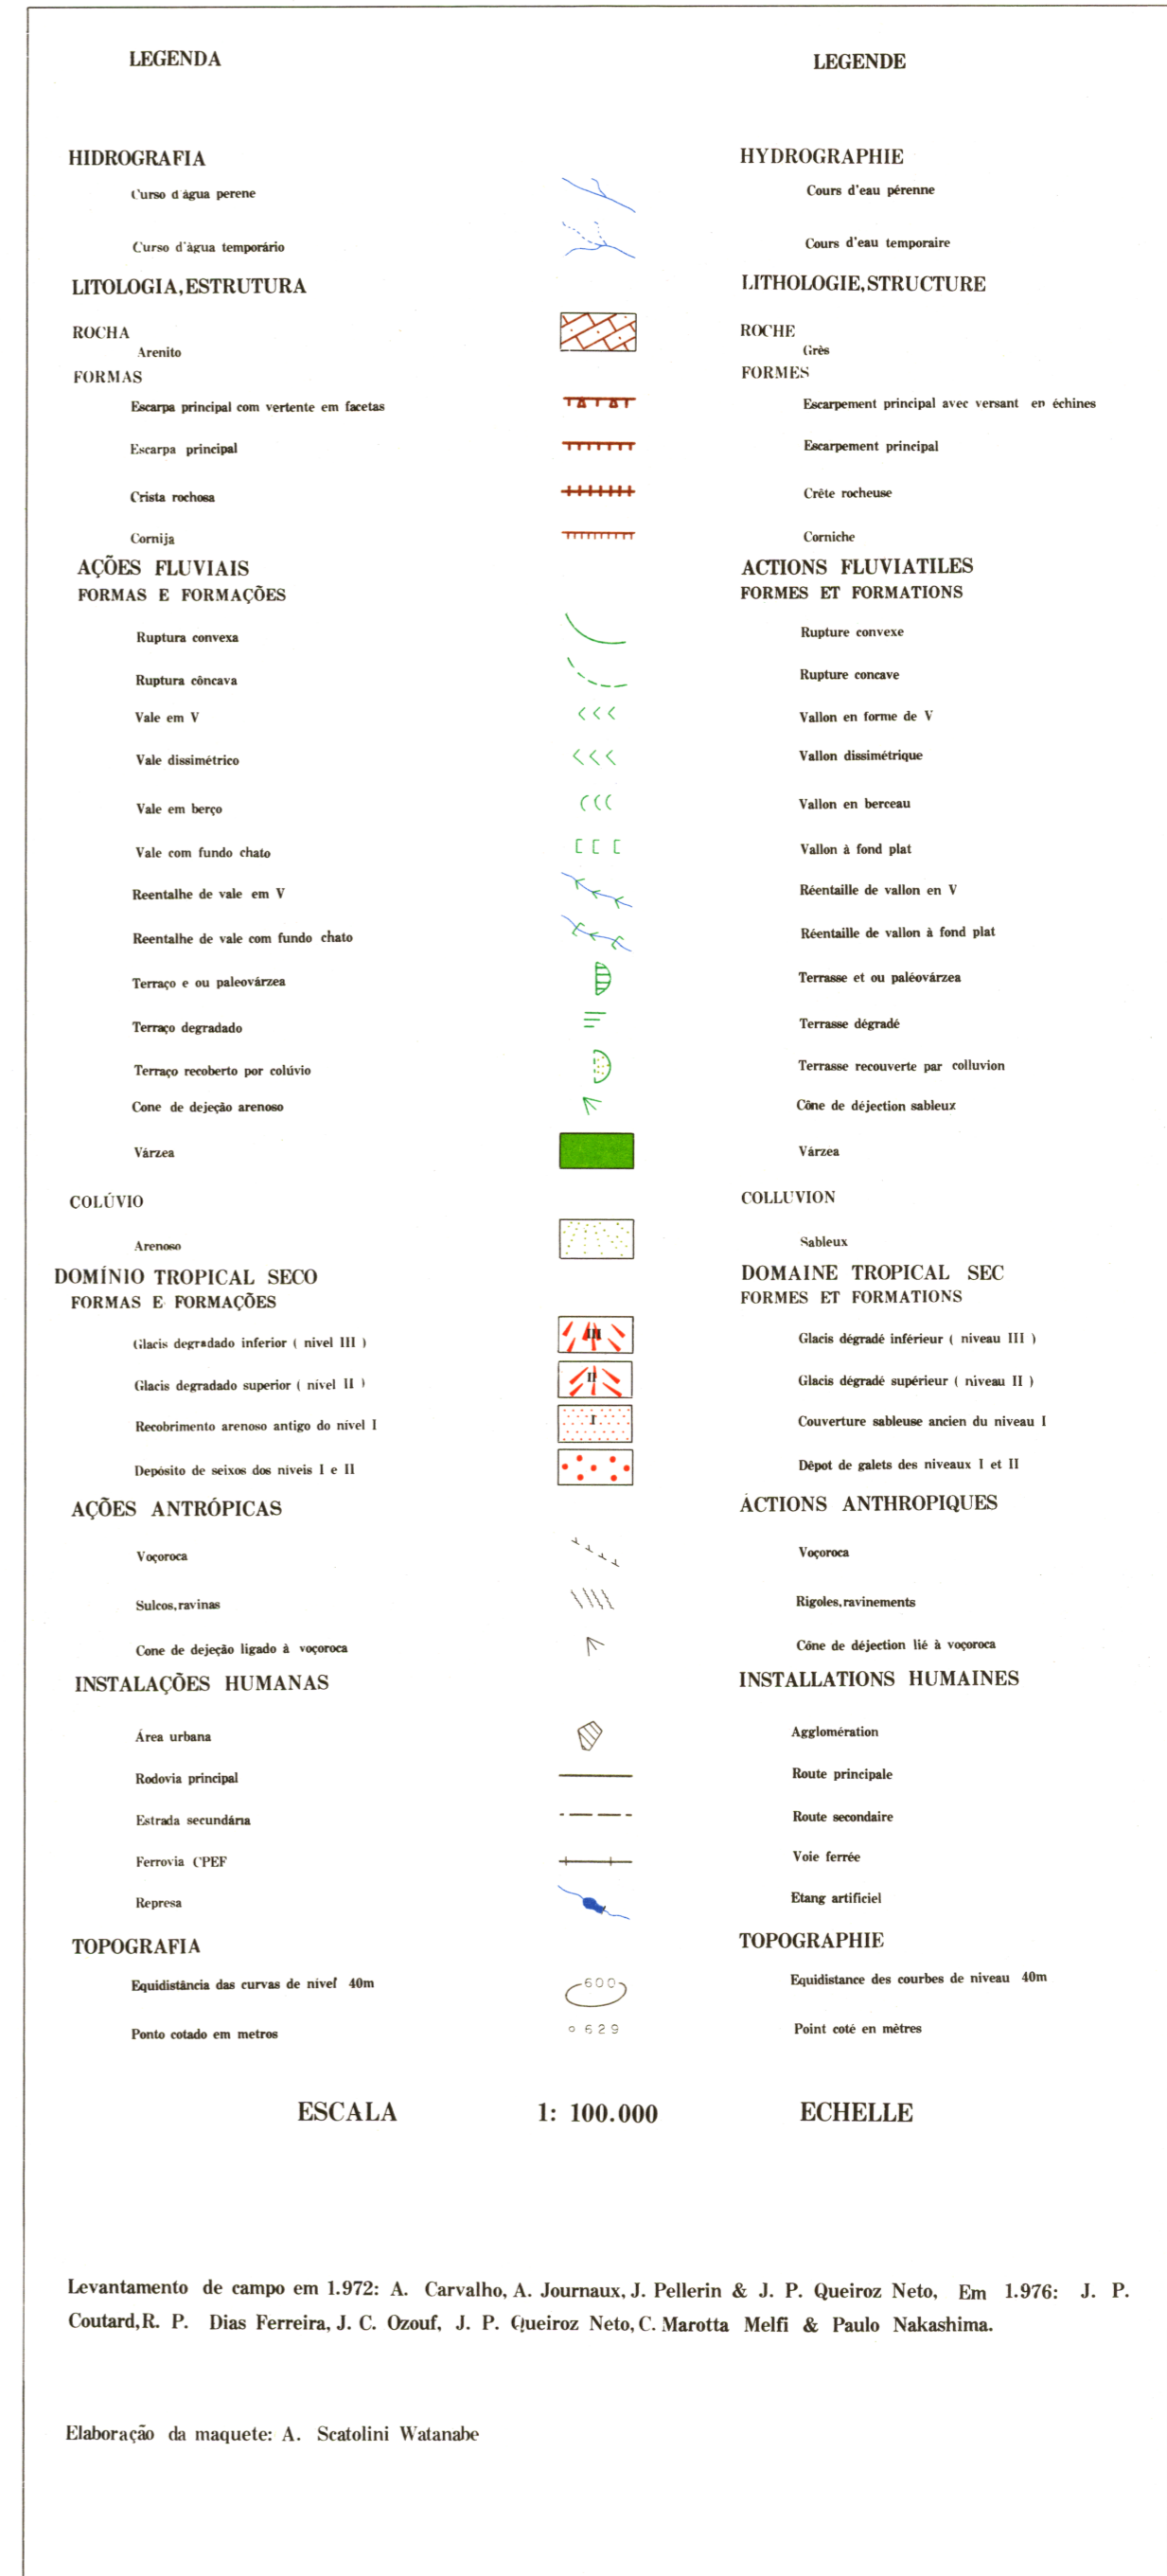 LEGENDA LEGENDE
HIDROGRAFIA HYDROGRAPHIE
Curso d'água perene Cours d'eau pérenne
Curso d'àgua temporário Cours d'eau temporaire
LITOLOGIA, ESTRUTURA LITHOLOGIE, STRUCTURE
ROCHA ROCHE
Arenito Grès
FORMAS FORMES
Escarpa principal com vertente em facetas Escarpement principal avec versant en échines
Escarpa principal Escarpement principal
Crista rochosa Crête rocheuse
Cornija Corniche
AÇÕES FLUVIAIS ACTIONS FLUVIATILES
FORMAS E FORMAÇÕES FORMES ET FORMATIONS
Ruptura convexa Rupture convexe
Ruptura côncava Rupture concave
Vale em V Vallon en forme de V
Vale dissimétrico Vallon dissimétrique
Vale em berço Vallon en berceau
Vale com fundo chato Vallon à fond plat
Reentalhe de vale em V Réentaille de vallon en V
Reentalhe de vale com fundo chato Réentaille de vallon à fond plat
Terraço e ou paleovárzea Terrasse et ou paléovárzea
Terraço degradado Terrasse dégradé
Terraço recoberto por colúvio Terrasse recouverte par colluvion
Cone de dejeção arenoso Cône de déjection sableux
Várzea Várzea
COLÚVIO COLLUVION
Arenoso Sableux
DOMÍNIO TROPICAL SECO DOMAINE TROPICAL SEC
FORMAS E FORMAÇÕES FORMES ET FORMATIONS
Glacis degradado inferior ( nivel III ) III Glacis dégradé inférieur ( niveau III )
Glacis degradado superior ( nível II ) II Glacis dégradé supérieur ( niveau II )
Recobrimento arenoso antigo do nível I I Couverture sableuse ancien du niveau I
Depósito de seixos dos níveis I e II Dêpot de galets des niveaux I et II
AÇÕES ANTRÓPICAS ACTIONS ANTHROPIQUES
Voçoroca Voçoroca
Sulcos, ravinas Rigoles, ravinements
Cone de dejeção ligado à voçoroca Cône de déjection lié à voçoroca
INSTALAÇÕES HUMANAS INSTALLATIONS HUMAINES
Área urbana Agglomération
Rodovia principal Route principale
Estrada secundária Route secondaire
Ferrovia CPEF Voie ferrée
Represa Etang artificiel
TOPOGRAFIA TOPOGRAPHIE
Equidistância das curvas de nível 40m 600 Equidistance des courbes de niveau 40m
Ponto cotado em metros 629 Point coté en mètres
ESCALA 1: 100.000 ECHELLE
Levantamento de campo em 1.972: A. Carvalho, A. Journaux, J. Pellerin & J. P. Queiroz Neto, Em 1.976: J. P.
Coutard, R. P. Dias Ferreira, J. C. Ozouf, J. P. Queiroz Neto, C. Marotta Melfi & Paulo Nakashima.
Elaboração da maquete: A. Scatolini Watanabe